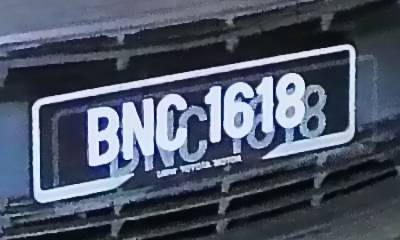 BNC 1618
UMW TOYOTA MOTOR